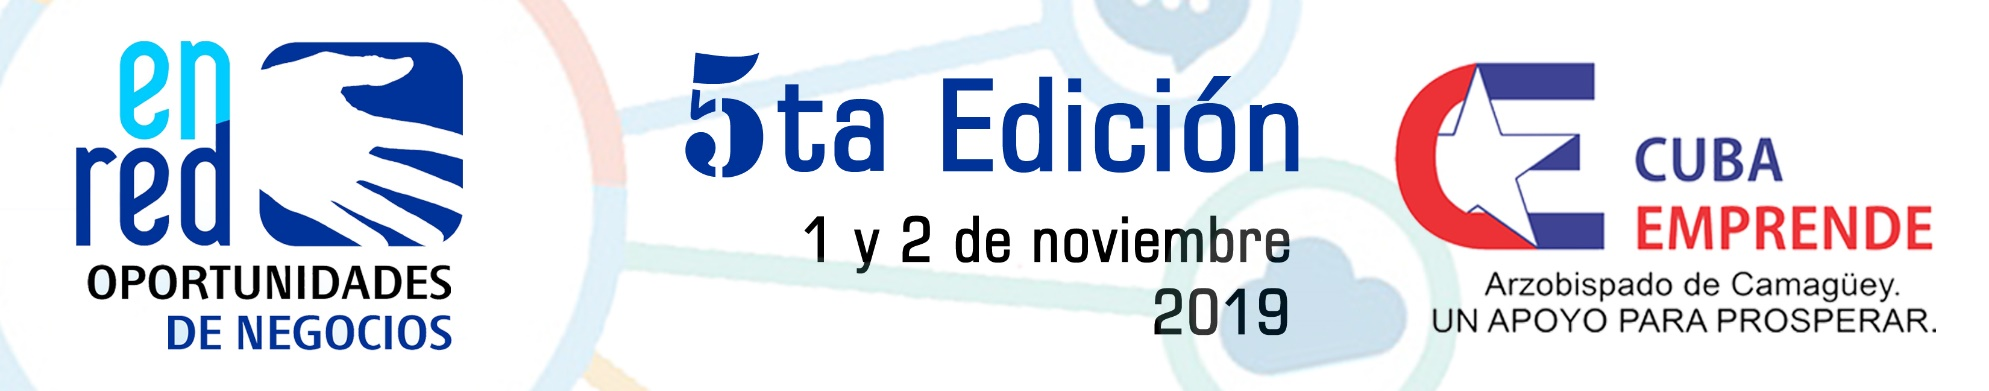 en
red
OPORTUNIDADES
DE NEGOCIOS
5ta Edición
1 y 2 de noviembre
2019
CUBA
EMPRENDE
Arzobispado de Camagüey.
UN APOYO PARA PROSPERAR.